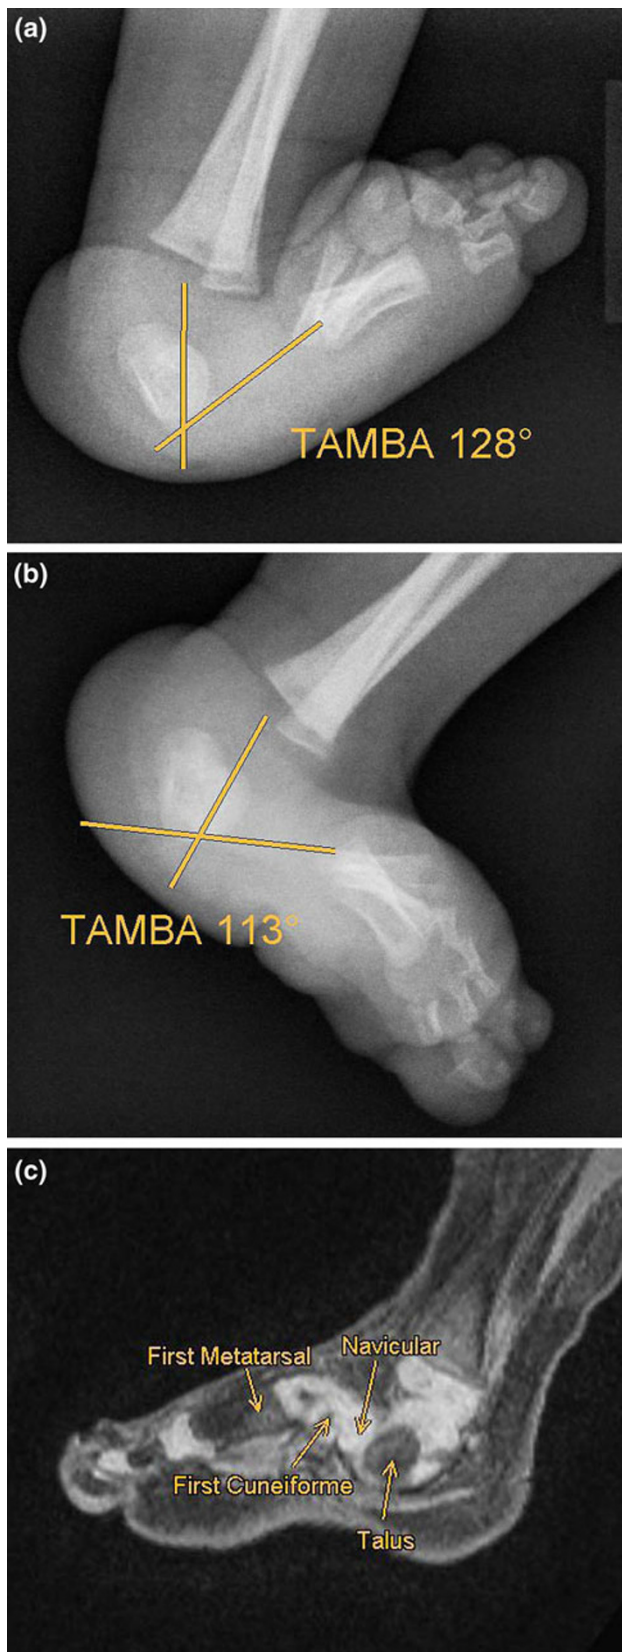 (a)
TAMBA 128°
(b)
TAMBA 113°
(c)
First Metatarsal
Navicular
First Cuneiforme
Talus